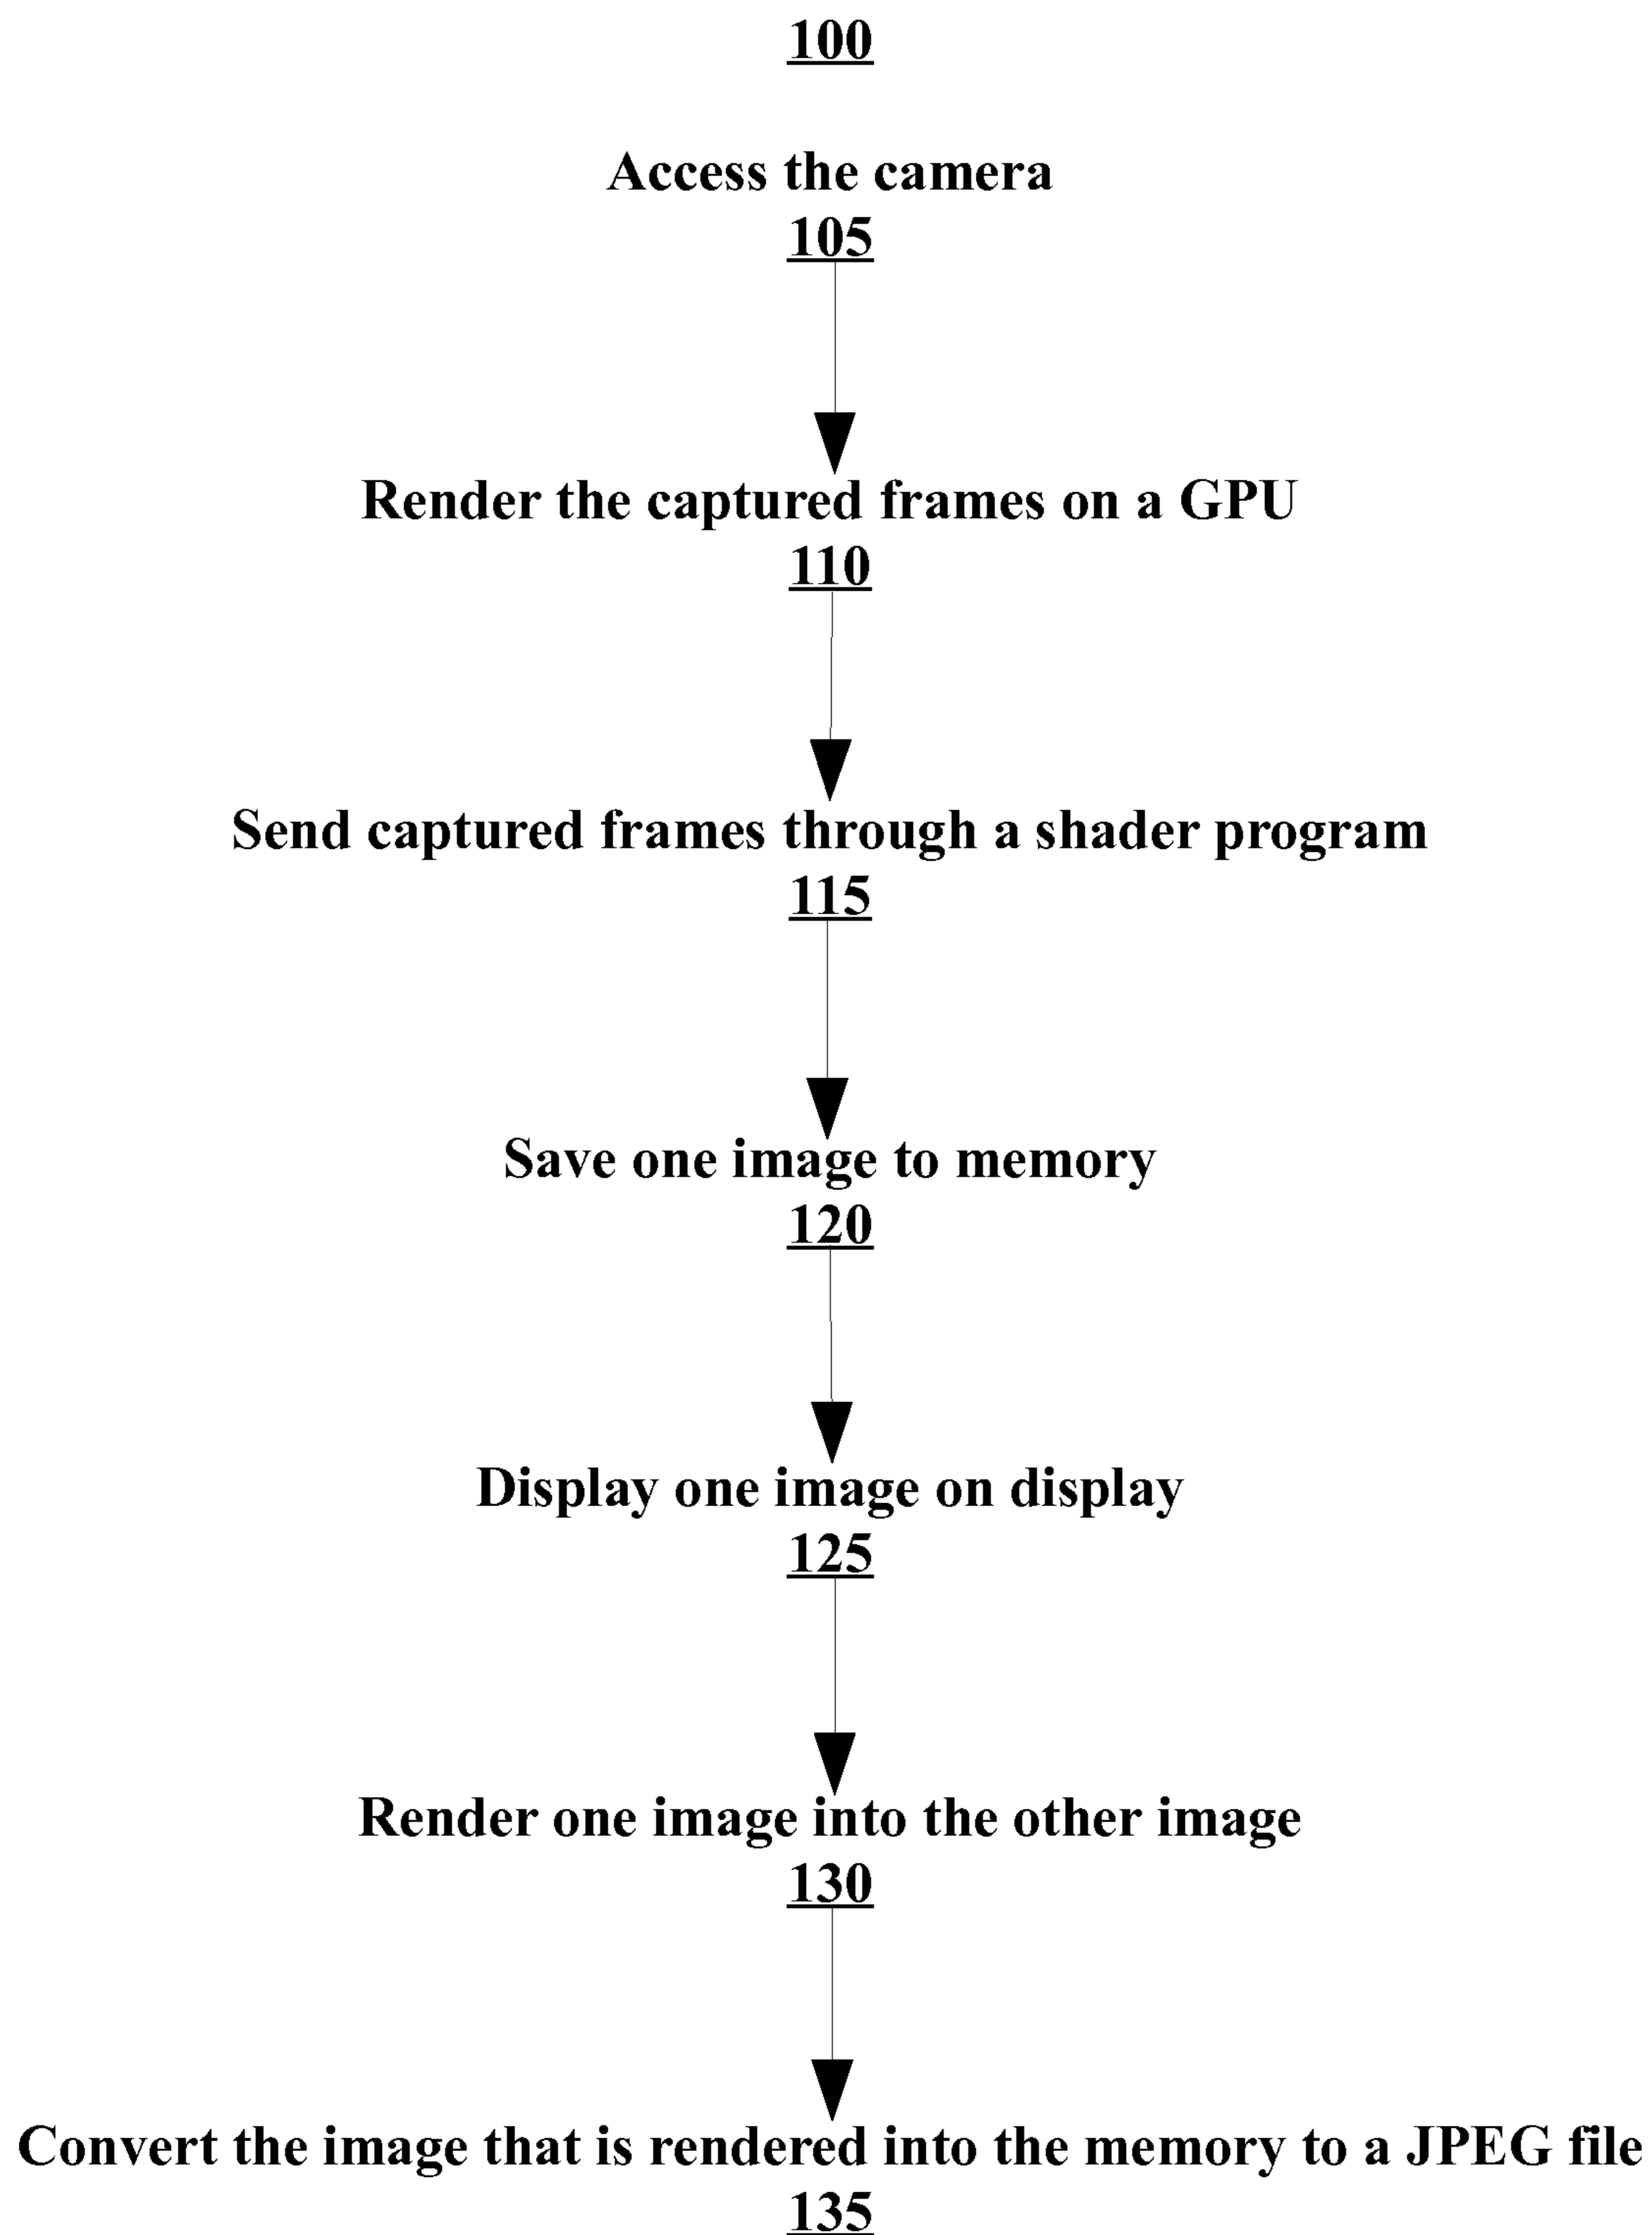 100
Access the camera
105
Render the captured frames on a GPU
110
Send captured frames through a shader program
115
Save one image to memory
120
Display one image on display
125
Render one image into the other image
130
Convert the image that is rendered into the memory to a JPEG file
135